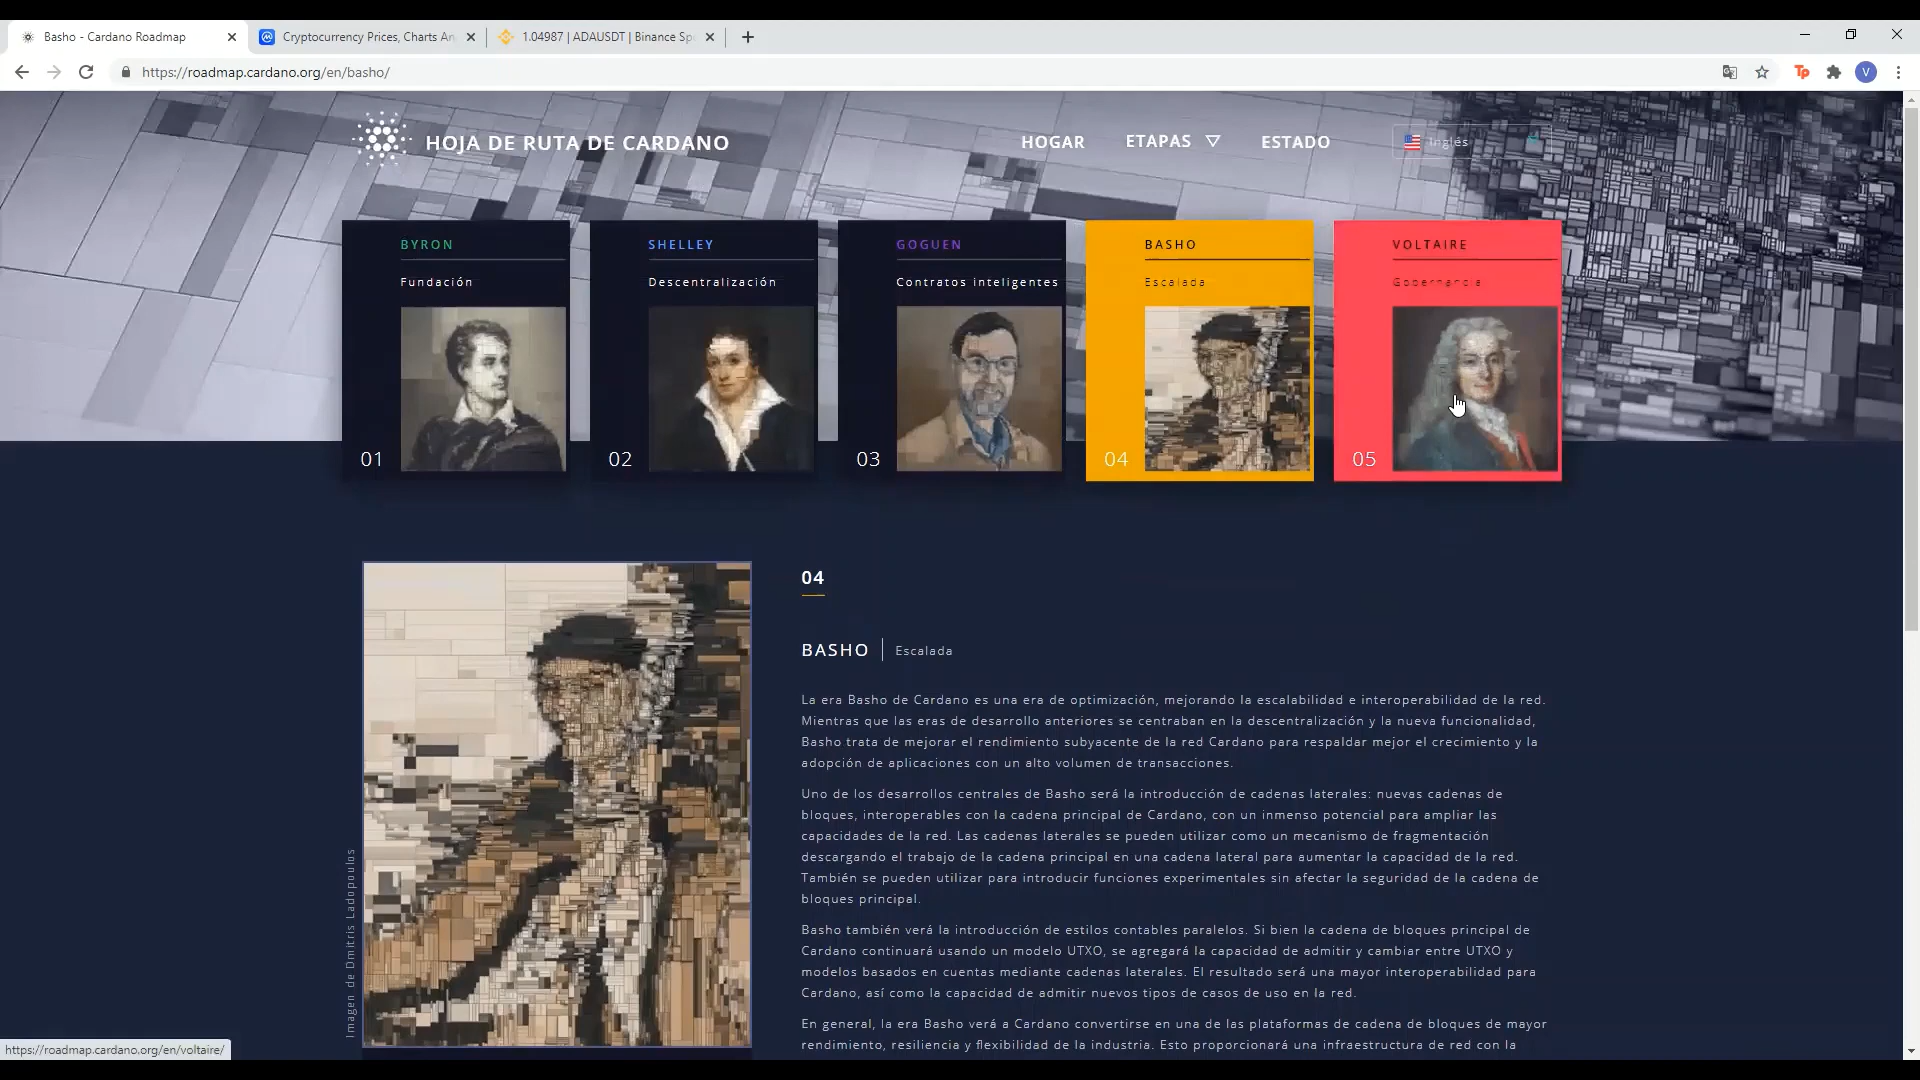 Basho - Cardano Roadmap
Cryptocurrency Prices, Charts An
1.04987 | ADAUSDT | Binance Sp
https://roadmap.cardano.org/en/basho/
Tp
V
HOJA DE RUTA DE CARDANO
HOGAR
ETAPAS
ESTADO
Inglés
BYRON
Fundación
01
SHELLEY
Descentralización
02
GOGUEN
Contratos inteligentes
03
BASHO
Escalada
04
VOLTAIRE
Gobernancia
05
Imagen de Dmitris Ladopoulos
04
BASHO | Escalada
La era Basho de Cardano es una era de optimización, mejorando la escalabilidad e interoperabilidad de la red.
Mientras que las eras de desarrollo anteriores se centraban en la descentralización y la nueva funcionalidad,
Basho trata de mejorar el rendimiento subyacente de la red Cardano para respaldar mejor el crecimiento y la
adopción de aplicaciones con un alto volumen de transacciones.
Uno de los desarrollos centrales de Basho será la introducción de cadenas laterales: nuevas cadenas de
bloques, interoperables con la cadena principal de Cardano, con un inmenso potencial para ampliar las
capacidades de la red. Las cadenas laterales se pueden utilizar como un mecanismo de fragmentación
descargando el trabajo de la cadena principal en una cadena lateral para aumentar la capacidad de la red.
También se pueden utilizar para introducir funciones experimentales sin afectar la seguridad de la cadena de
bloques principal.
Basho también verá la introducción de estilos contables paralelos. Si bien la cadena de bloques principal de
Cardano continuará usando un modelo UTXO, se agregará la capacidad de admitir y cambiar entre UTXO y
modelos basados en cuentas mediante cadenas laterales. El resultado será una mayor interoperabilidad para
Cardano, así como la capacidad de admitir nuevos tipos de casos de uso en la red.
En general, la era Basho verá a Cardano convertirse en una de las plataformas de cadena de bloques de mayor
rendimiento, resiliencia y flexibilidad de la industria. Esto proporcionará una infraestructura de red con la
https://roadmap.cardano.org/en/voltaire/